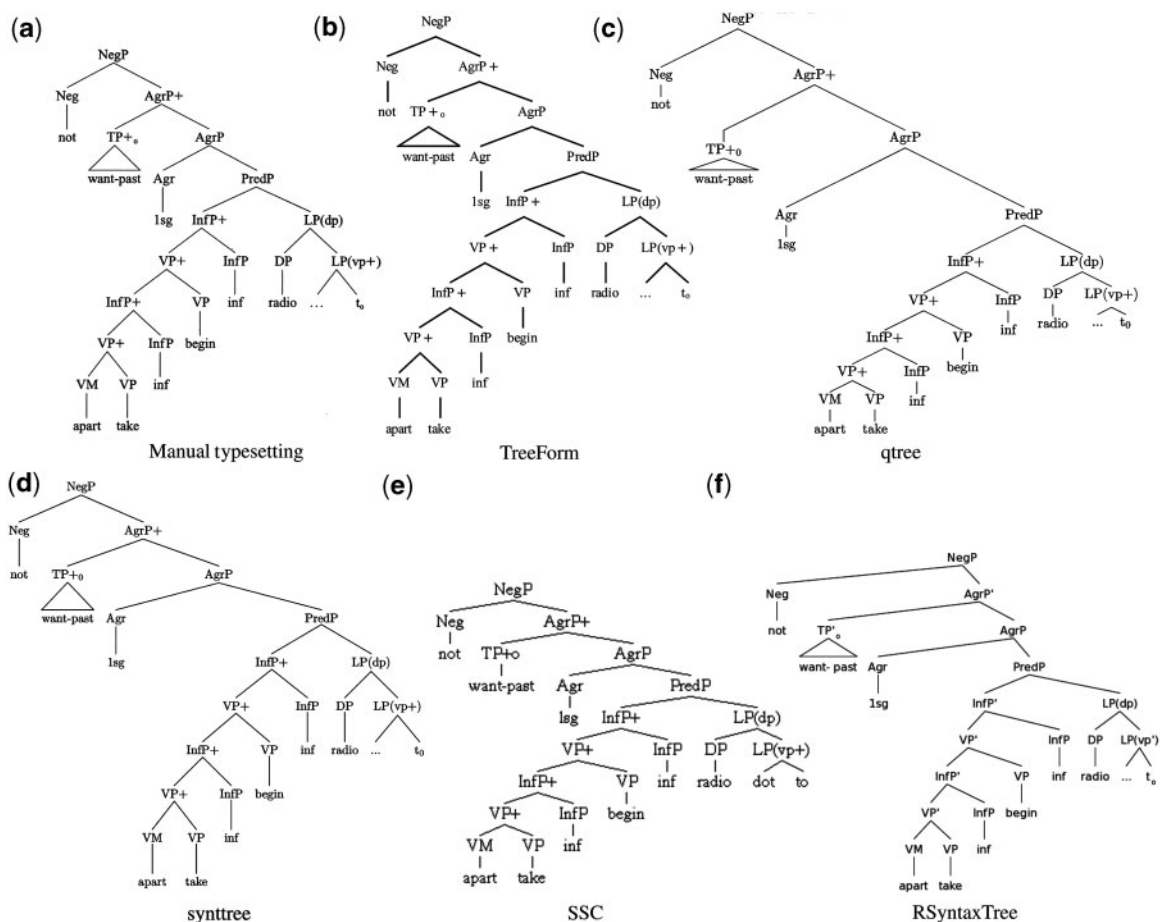 (a)
NegP
Neg AgrP+
not TP+ₒ AgrP
want-past Agr PredP
1sg InfP+ LP(dp)
VP+ InfP DP LP(vp+)
InfP+ VP inf radio ... tₒ
VP+ InfP begin
VM VP inf
apart take
Manual typesetting
(b)
NegP
Neg AgrP+
not TP+ₒ AgrP
want-past Agr PredP
1sg InfP+ LP(dp)
VP+ InfP DP LP(vp+)
InfP+ VP inf radio ... tₒ
VP+ InfP begin
VM VP inf
apart take
TreeForm
(c)
NegP
Neg AgrP+
not
TP+₀ AgrP
want-past
Agr PredP
1sg
InfP+ LP(dp)
VP+ InfP DP LP(vp+)
InfP+ VP inf radio ... t₀
VP+ InfP begin
VM VP inf
apart take
qtree
(d)
NegP
Neg AgrP+
not TP+₀ AgrP
want-past Agr PredP
1sg InfP+ LP(dp)
VP+ InfP DP LP(vp+)
InfP+ VP inf radio ... t₀
VP+ InfP begin
VM VP inf
apart take
synttree
(e)
NegP
Neg AgrP+
not TP+o AgrP
want-past Agr PredP
1sg InfP+ LP(dp)
VP+ InfP DP LP(vp+)
InfP+ VP inf radio dot to
VP+ InfP begin
VM VP inf
apart take
SSC
(f)
NegP
Neg AgrP'
not TP'ₒ AgrP
want- past Agr PredP
1sg InfP' LP(dp)
VP' InfP DP LP(vp')
InfP' VP inf radio ... tₒ
VP' InfP begin
VM VP inf
apart take
RSyntaxTree